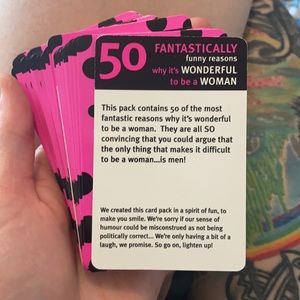 50 FANTASTICALLY
funny reasons
why it's WONDERFUL
to be a WOMAN
This pack contains 50 of the most
fantastic reasons why it's wonderful
to be a woman. They are all SO
convincing that you could argue that
the only thing that makes it difficult
to be a woman...is men!
We created this card pack in a spirit of fun, to
make you smile. We're sorry if our sense of
humour could be misconstrued as not being
politically correct... We're only having a bit of a
laugh, we promise. So go on, lighten up!